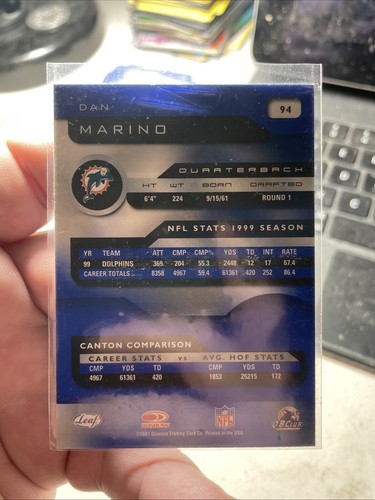 DAN
94
MARINO
QUARTERBACK
HT WT BORN DRAFTED
6'4" 224 9/15/61 ROUND 1
NFL STATS 1999 SEASON
YR TEAM ATT CMP CMP% YDS TD INT RATE
99 DOLPHINS 369 204 55.3 2448 12 17 67.4
CAREER TOTALS 8358 4967 59.4 61361 420 252 86.4
CANTON COMPARISON
CAREER STATS vs AVG. HOF STATS
CMP YDS TD CMP YDS TD
4967 61361 420 1853 25215 172
Leaf DONRUSS NFL QBClub
©2001 Donruss Trading Card Co. Printed in the USA